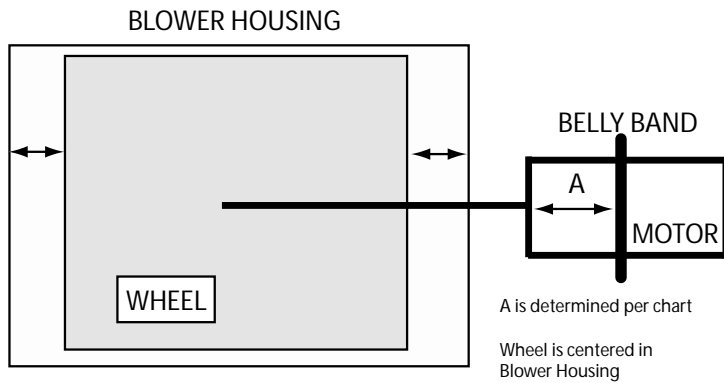 BLOWER HOUSING
BELLY BAND
A
MOTOR
WHEEL
A is determined per chart
Wheel is centered in
Blower Housing